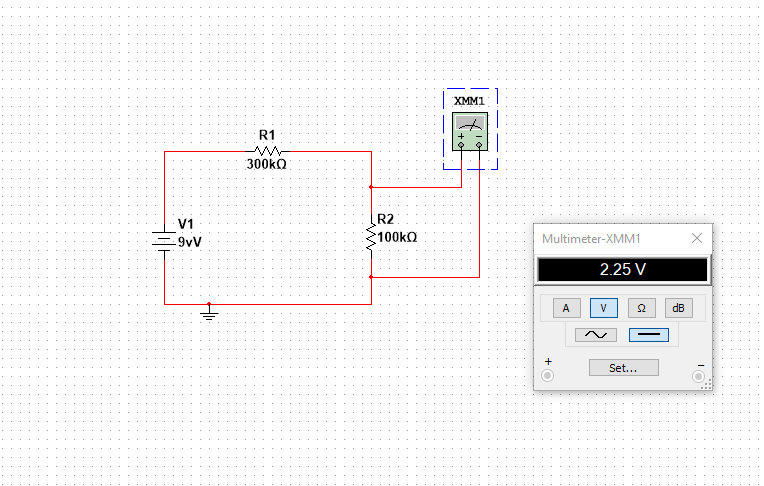 XMM1
+ −
R1
300kΩ
V1
9vV
R2
100kΩ
Multimeter-XMM1
2.25 V
A V Ω dB
+ −
Set...